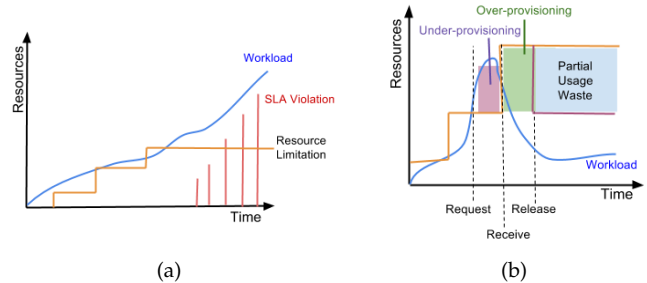 Resources
Workload
SLA Violation
Resource
Limitation
Time
(a)
Resources
Over-provisioning
Under-provisioning
Partial
Usage
Waste
Workload
Time
Request
Release
Receive
(b)